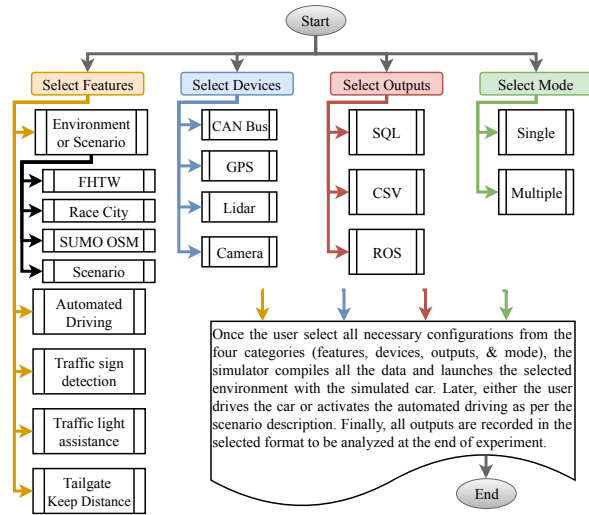 Start
Select Features
Select Devices
Select Outputs
Select Mode
Environment
or Scenario
FHTW
Race City
SUMO OSM
Scenario
Automated
Driving
Traffic sign
detection
Traffic light
assistance
Tailgate
Keep Distance
CAN Bus
GPS
Lidar
Camera
SQL
CSV
ROS
Single
Multiple
Once the user select all necessary configurations from the
four categories (features, devices, outputs, & mode), the
simulator compiles all the data and launches the selected
environment with the simulated car. Later, either the user
drives the car or activates the automated driving as per the
scenario description. Finally, all outputs are recorded in the
selected format to be analyzed at the end of experiment.
End